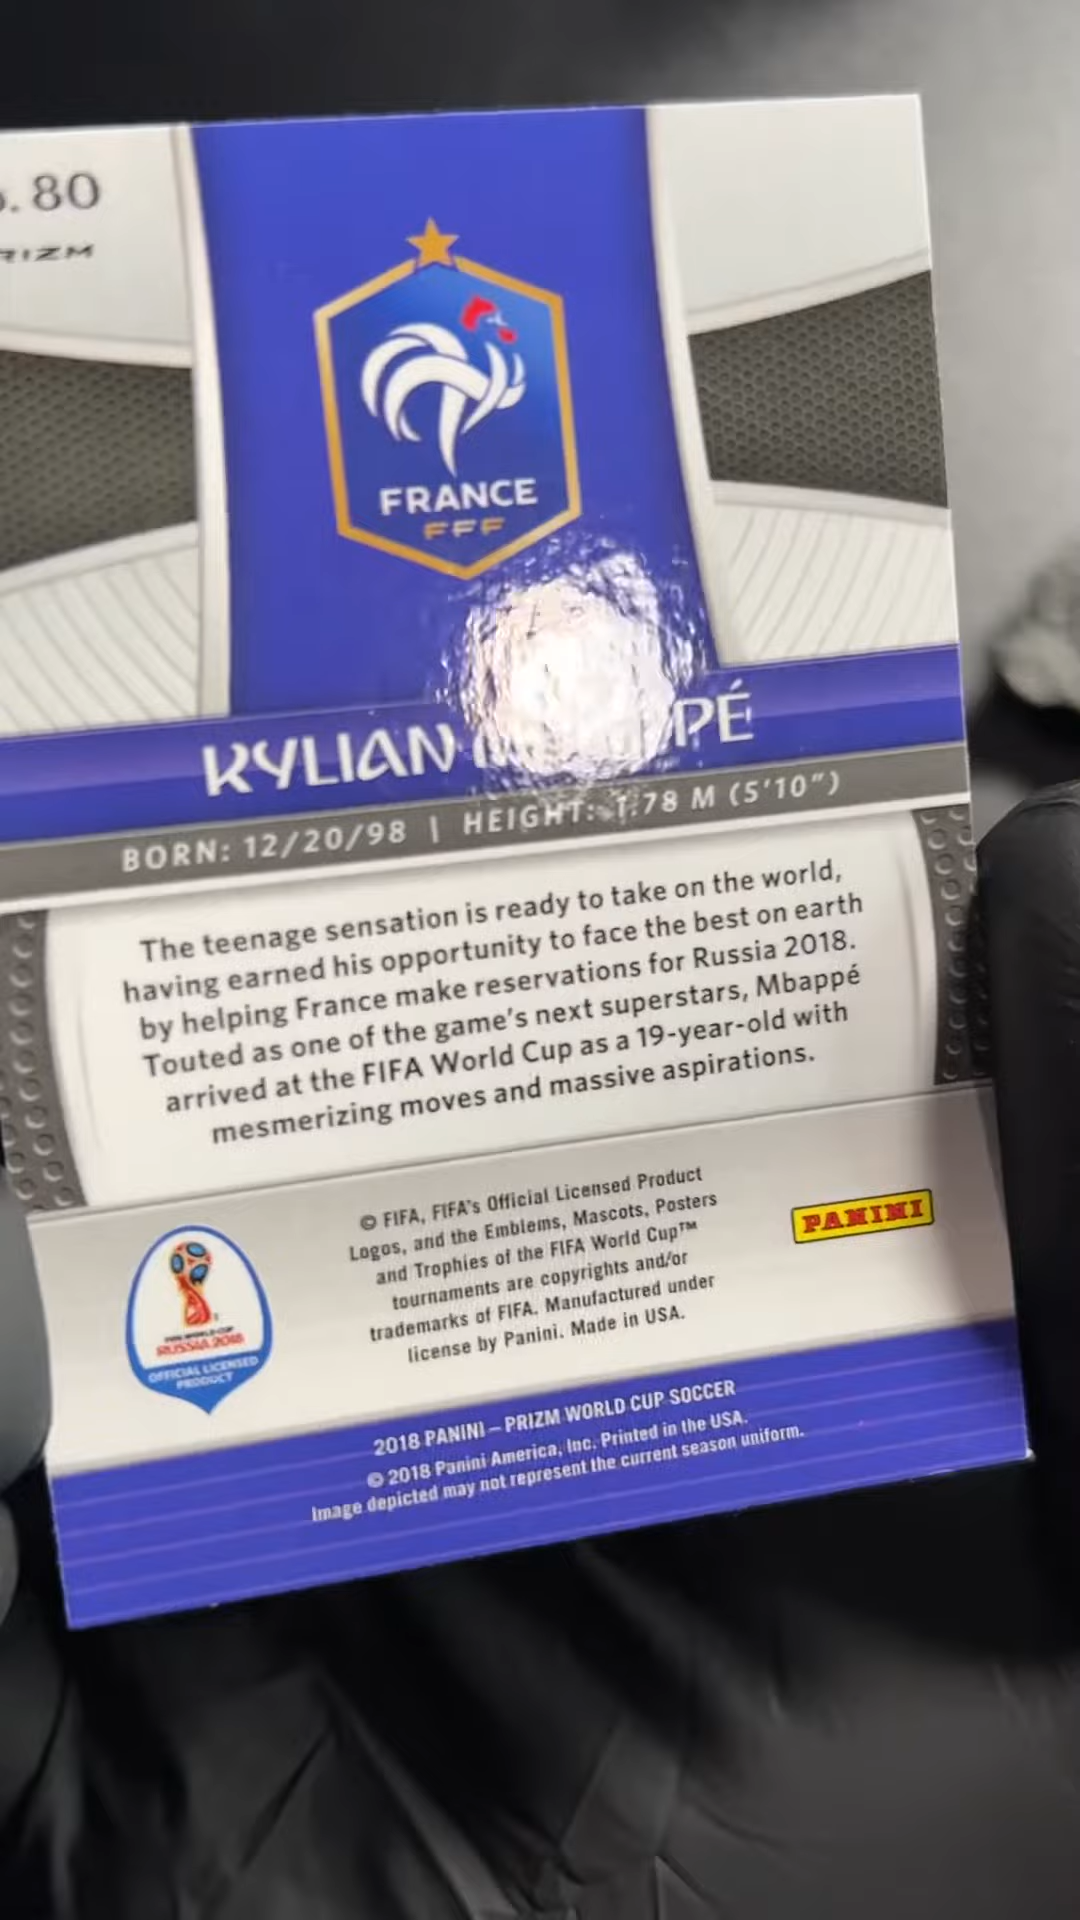 . 80
RIZM
FRANCE
FFF
KYLIAN PÉ
BORN: 12/20/98 | HEIGHT: 1.78 M (5'10")
The teenage sensation is ready to take on the world,
having earned his opportunity to face the best on earth
by helping France make reservations for Russia 2018.
Touted as one of the game's next superstars, Mbappé
arrived at the FIFA World Cup as a 19-year-old with
mesmerizing moves and massive aspirations.
© FIFA, FIFA's Official Licensed Product
Logos, and the Emblems, Mascots, Posters
and Trophies of the FIFA World Cup™
tournaments are copyrights and/or
trademarks of FIFA. Manufactured under
license by Panini. Made in USA.
PANINI
FIFA WORLD CUP
RUSSIA 2018
OFFICIAL LICENSED
PRODUCT
2018 PANINI – PRIZM WORLD CUP SOCCER
© 2018 Panini America, Inc. Printed in the USA.
Image depicted may not represent the current season uniform.